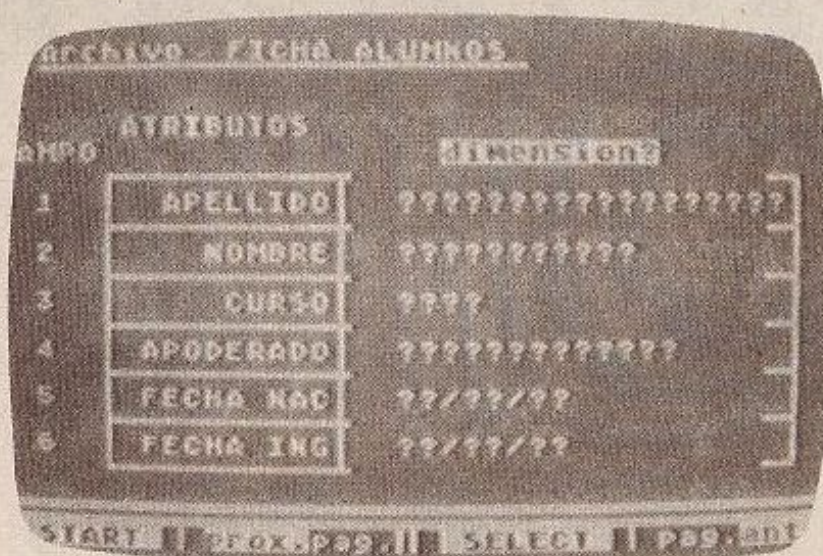 Archivo - FICHA ALUMNOS
ATRIBUTOS
AMPO dimension?
1 APELLIDO ??????????????????
2 NOMBRE ???????????
3 CURSO ????
4 APODERADO ?????????????
5 FECHA NAC ??/??/??
6 FECHA ING ??/??/??
START prox.pag. SELECT pag.ant